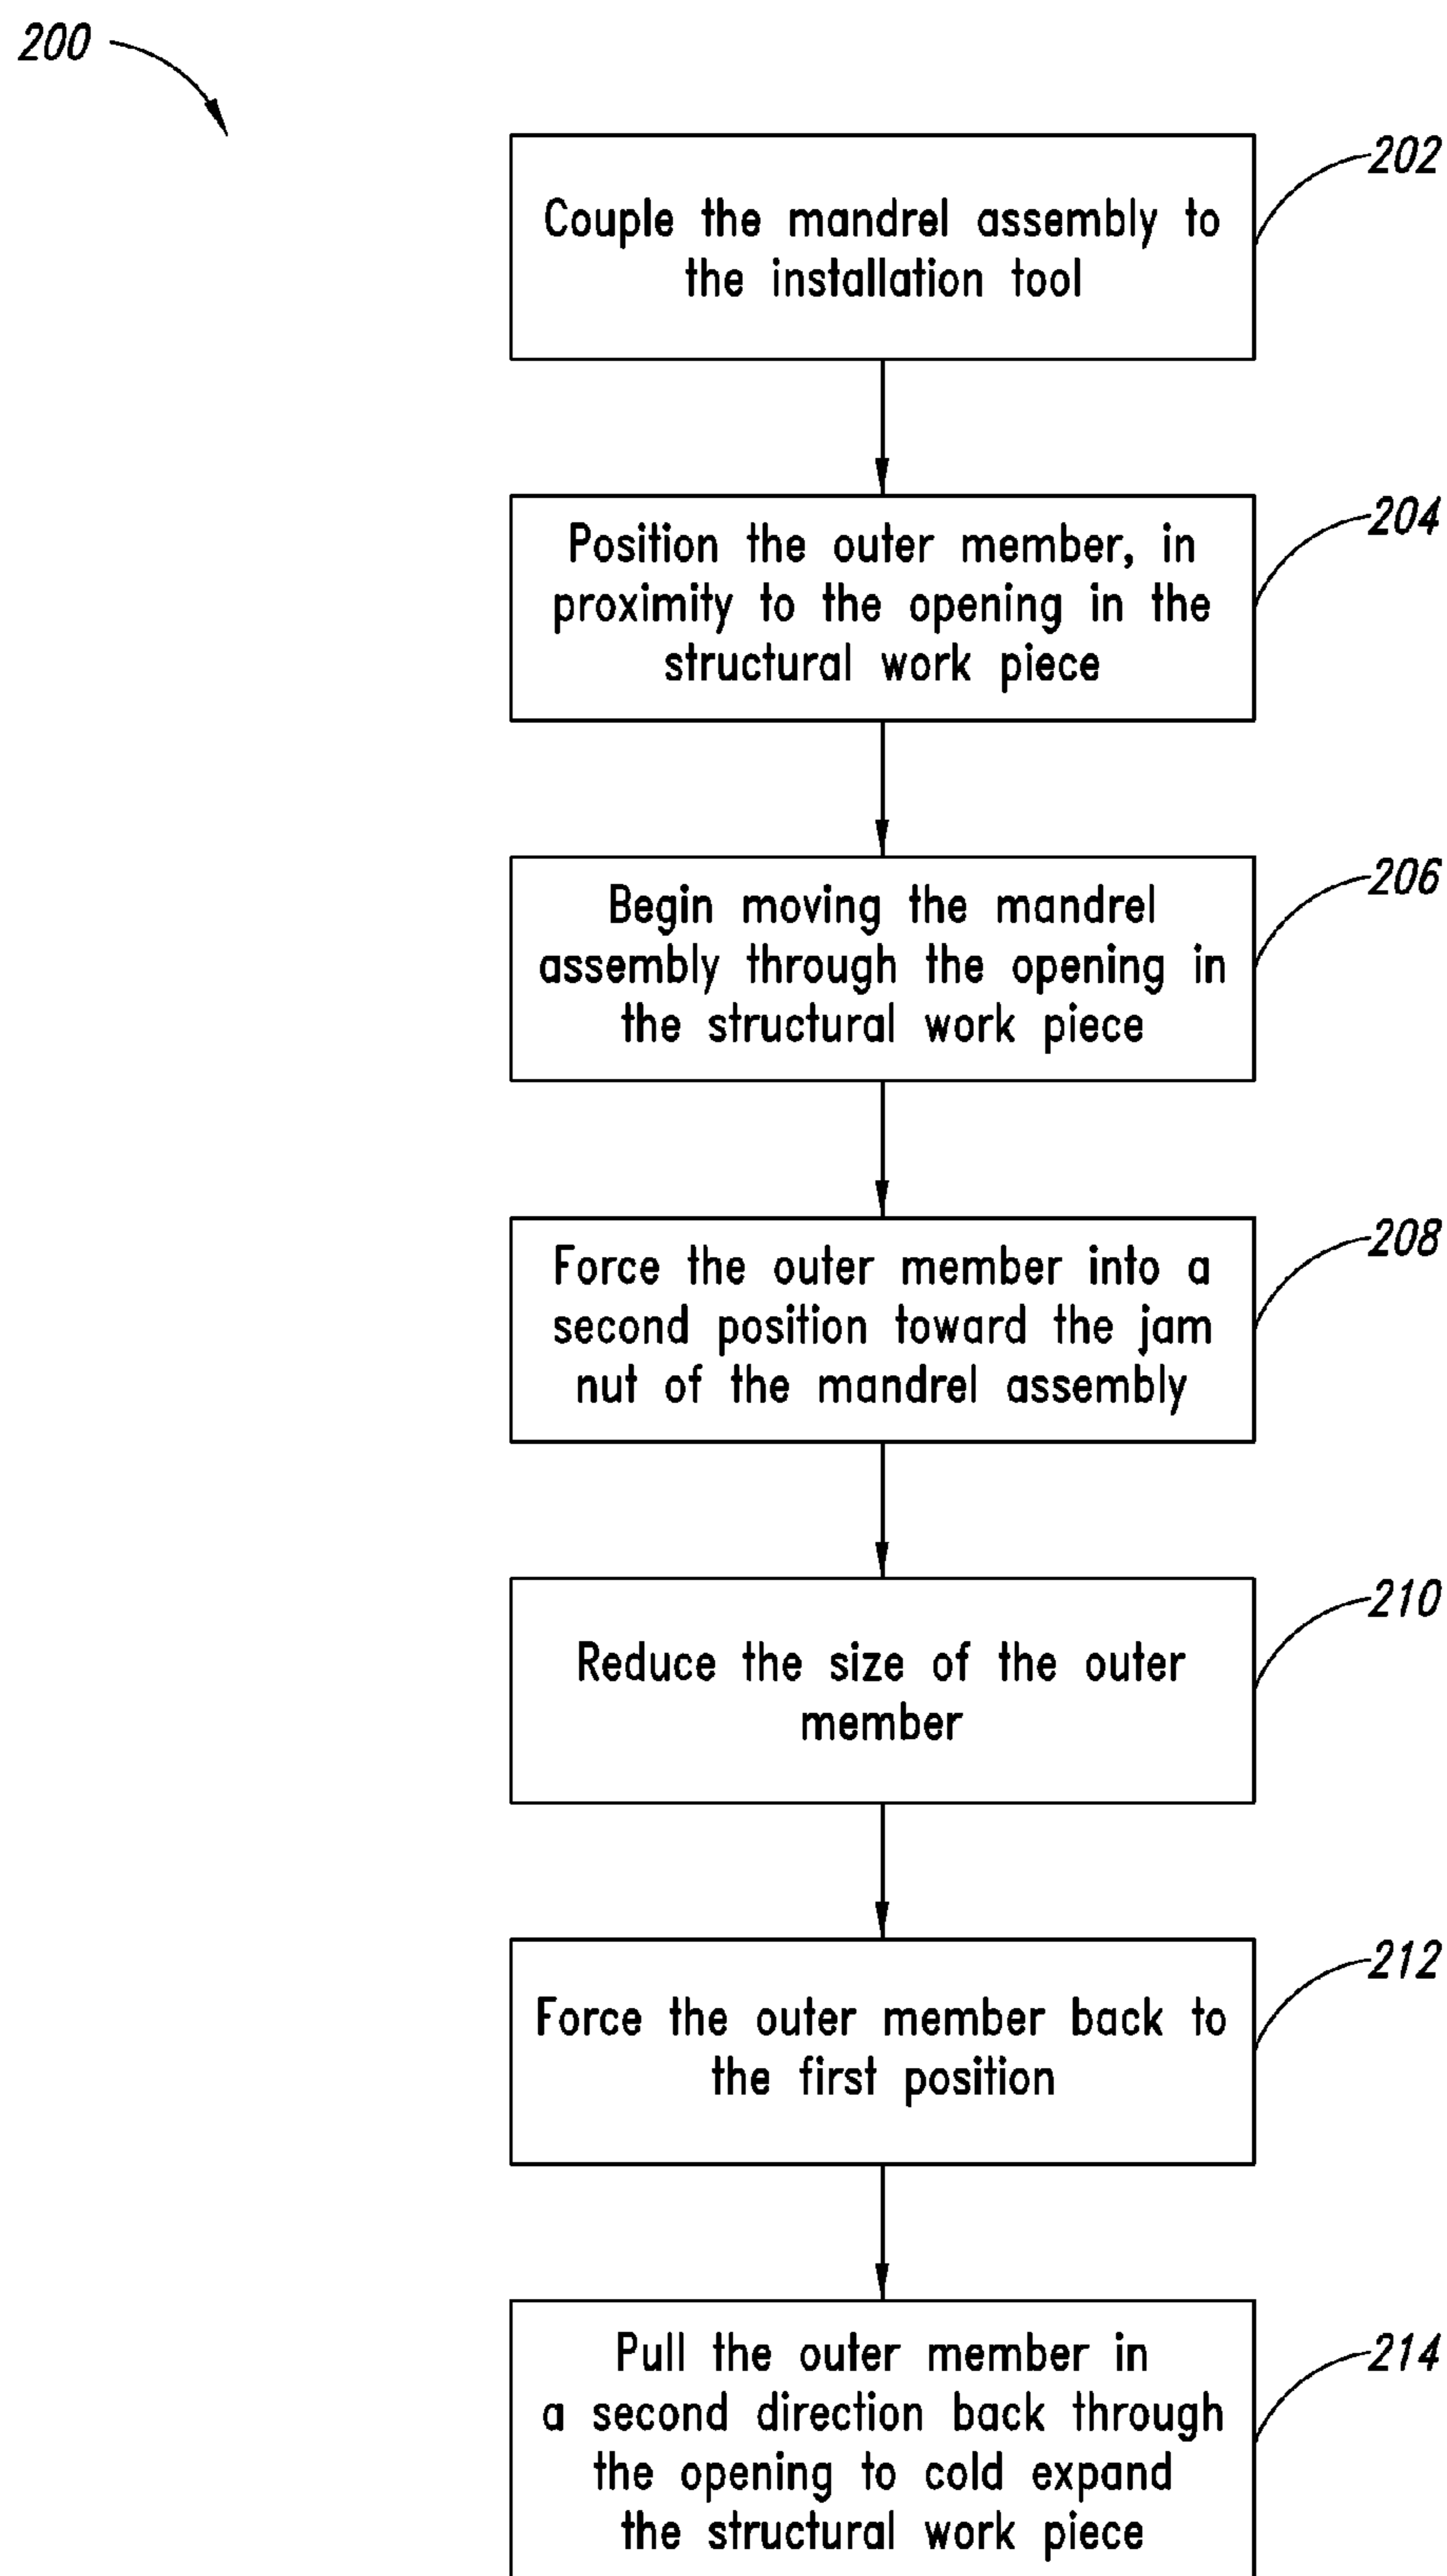 200
202
Couple the mandrel assembly to
the installation tool
204
Position the outer member, in
proximity to the opening in the
structural work piece
206
Begin moving the mandrel
assembly through the opening in
the structural work piece
208
Force the outer member into a
second position toward the jam
nut of the mandrel assembly
210
Reduce the size of the outer
member
212
Force the outer member back to
the first position
214
Pull the outer member in
a second direction back through
the opening to cold expand
the structural work piece